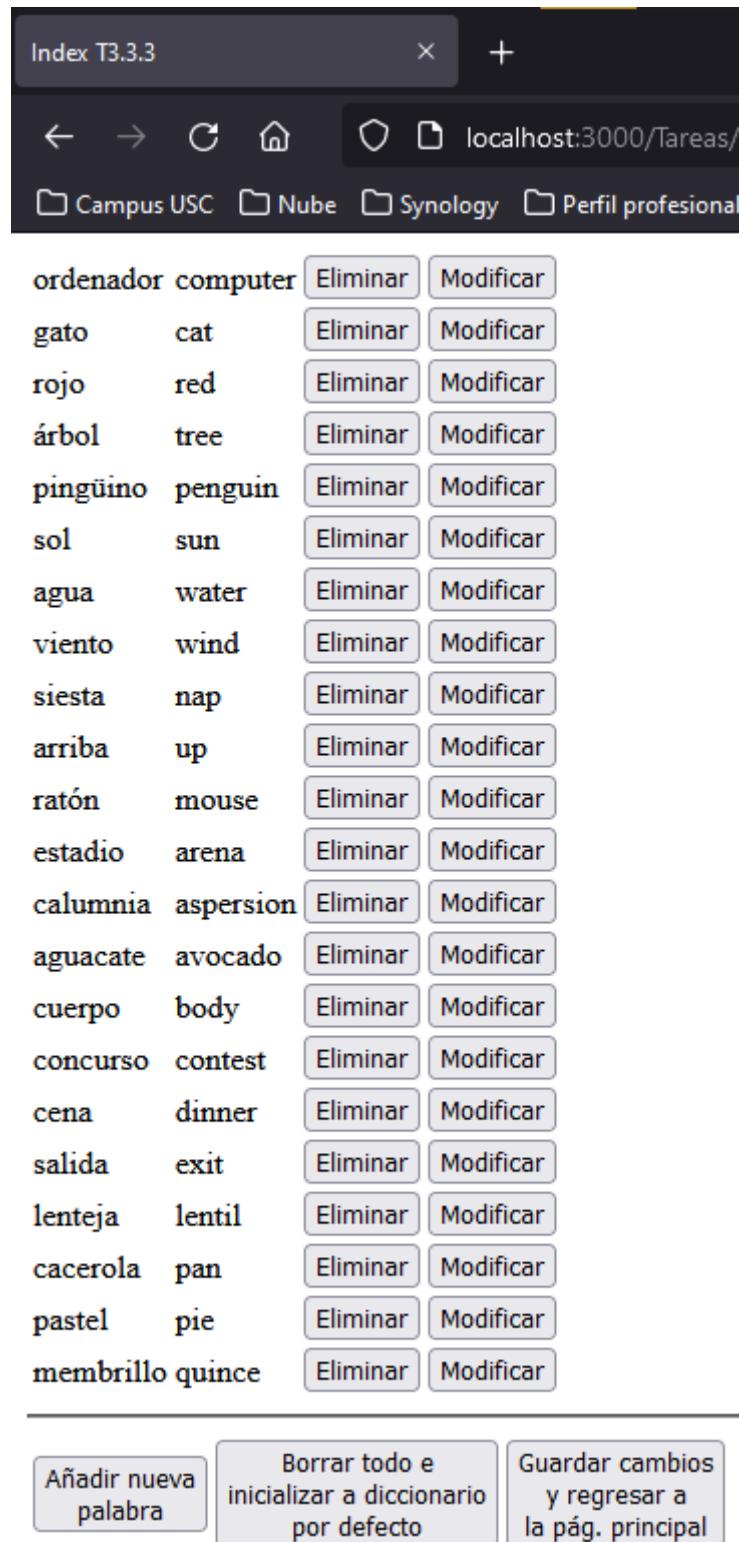 Index T3.3.3
localhost:3000/Tareas/
Campus USC Nube Synology Perfil profesional
ordenador computer Eliminar Modificar
gato cat Eliminar Modificar
rojo red Eliminar Modificar
árbol tree Eliminar Modificar
pingüino penguin Eliminar Modificar
sol sun Eliminar Modificar
agua water Eliminar Modificar
viento wind Eliminar Modificar
siesta nap Eliminar Modificar
arriba up Eliminar Modificar
ratón mouse Eliminar Modificar
estadio arena Eliminar Modificar
calumnia aspersion Eliminar Modificar
aguacate avocado Eliminar Modificar
cuerpo body Eliminar Modificar
concurso contest Eliminar Modificar
cena dinner Eliminar Modificar
salida exit Eliminar Modificar
lenteja lentil Eliminar Modificar
cacerola pan Eliminar Modificar
pastel pie Eliminar Modificar
membrillo quince Eliminar Modificar
Añadir nueva
palabra
Borrar todo e
inicializar a diccionario
por defecto
Guardar cambios
y regresar a
la pág. principal